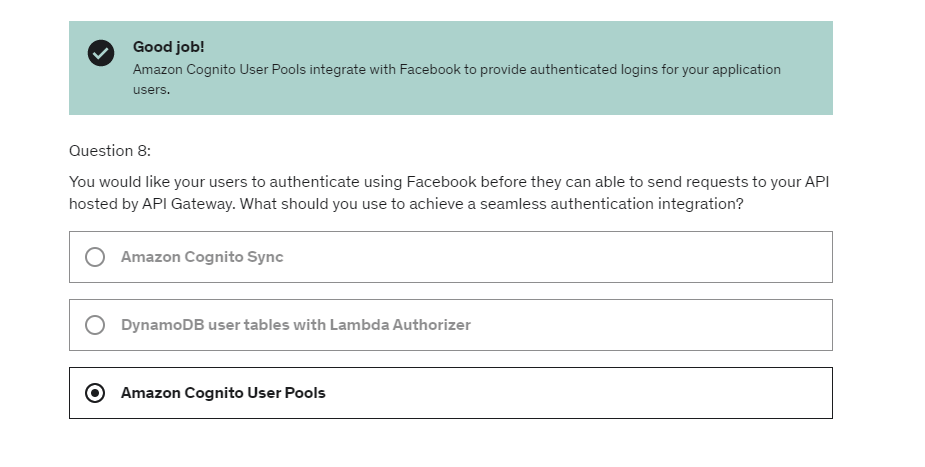 Good job!
Amazon Cognito User Pools integrate with Facebook to provide authenticated logins for your application
users.
Question 8:
You would like your users to authenticate using Facebook before they can able to send requests to your API
hosted by API Gateway. What should you use to achieve a seamless authentication integration?
Amazon Cognito Sync
DynamoDB user tables with Lambda Authorizer
Amazon Cognito User Pools